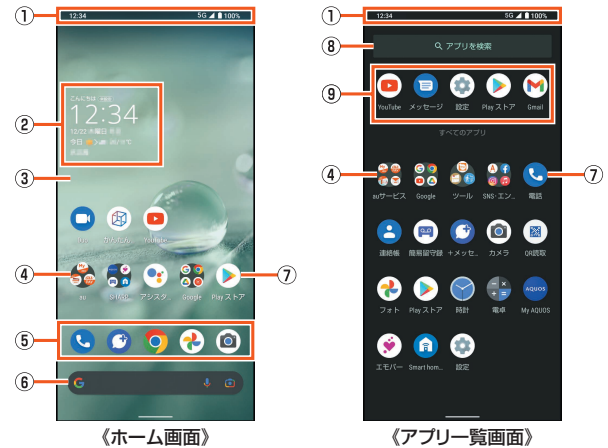 ① 12:34 5G 100%
② こんにちは
12:34
12/22 水曜日
今日
③
Duo かんたん... YouTube
④ au SHARP アシスタ... Google Play ストア ⑦
⑤
⑥ G
《ホーム画面》
① 12:34 5G 100%
⑧ アプリを検索
⑨ YouTube メッセージ 設定 Play ストア Gmail
すべてのアプリ
④ auサービス Google ツール SNS・エン... 電話 ⑦
連絡帳 簡易留守録 +メッセ... カメラ QR読取
フォト Play ストア 時計 電卓 My AQUOS
エモパー Smart hom... 設定
《アプリ一覧画面》